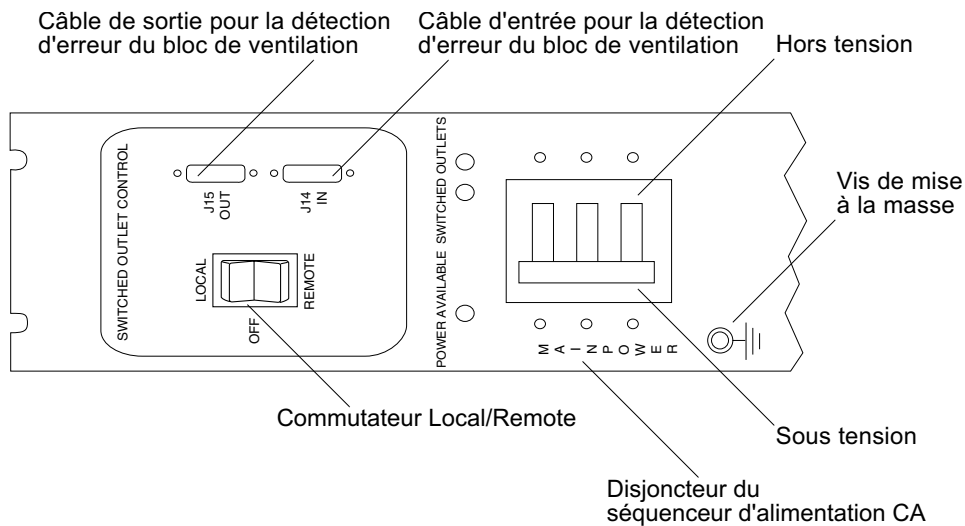 Câble de sortie pour la détection
d'erreur du bloc de ventilation
Câble d'entrée pour la détection
d'erreur du bloc de ventilation
Hors tension
SWITCHED OUTLET CONTROL
J15
OUT
J14
IN
LOCAL
OFF
REMOTE
POWER AVAILABLE SWITCHED OUTLETS
MAIN POWER
Vis de mise
à la masse
Commutateur Local/Remote
Sous tension
Disjoncteur du
séquenceur d'alimentation CA